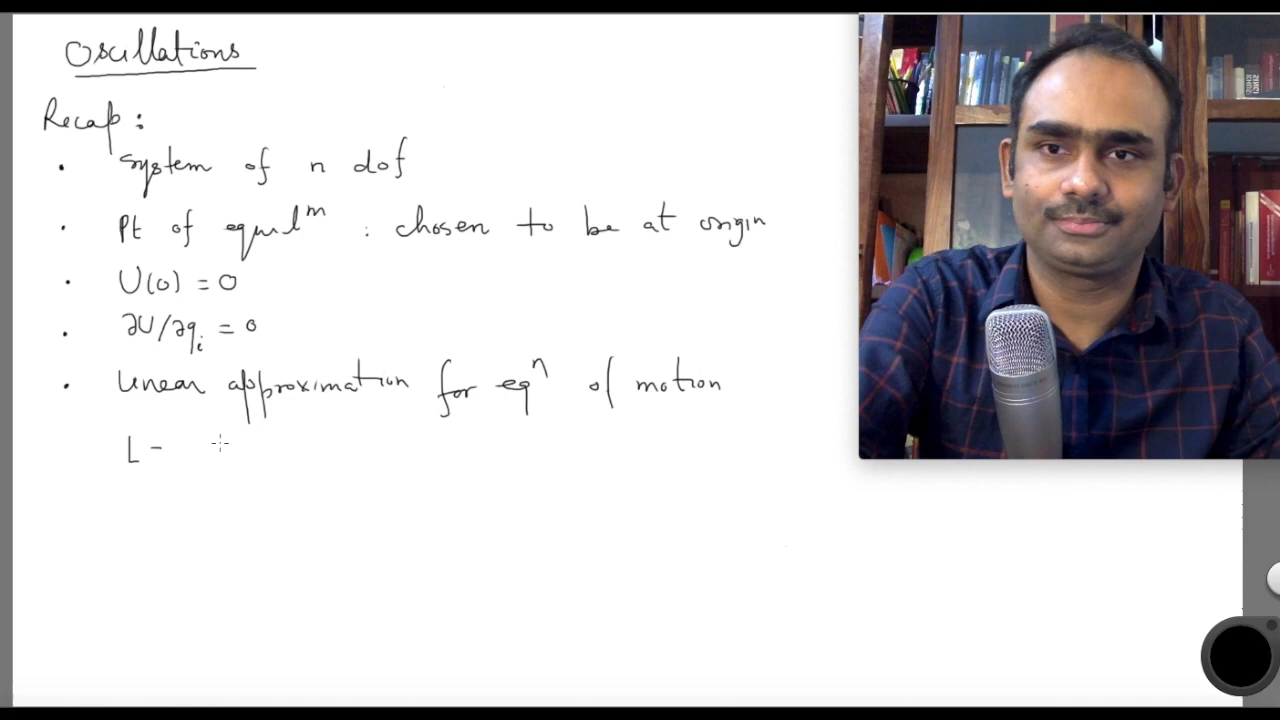 Oscillations
Recap :
· system of n dof
· Pt of equilᵐ : chosen to be at origin
· U(0) = 0
· ∂U/∂qᵢ = 0
· linear approximation for eqⁿ of motion
L =